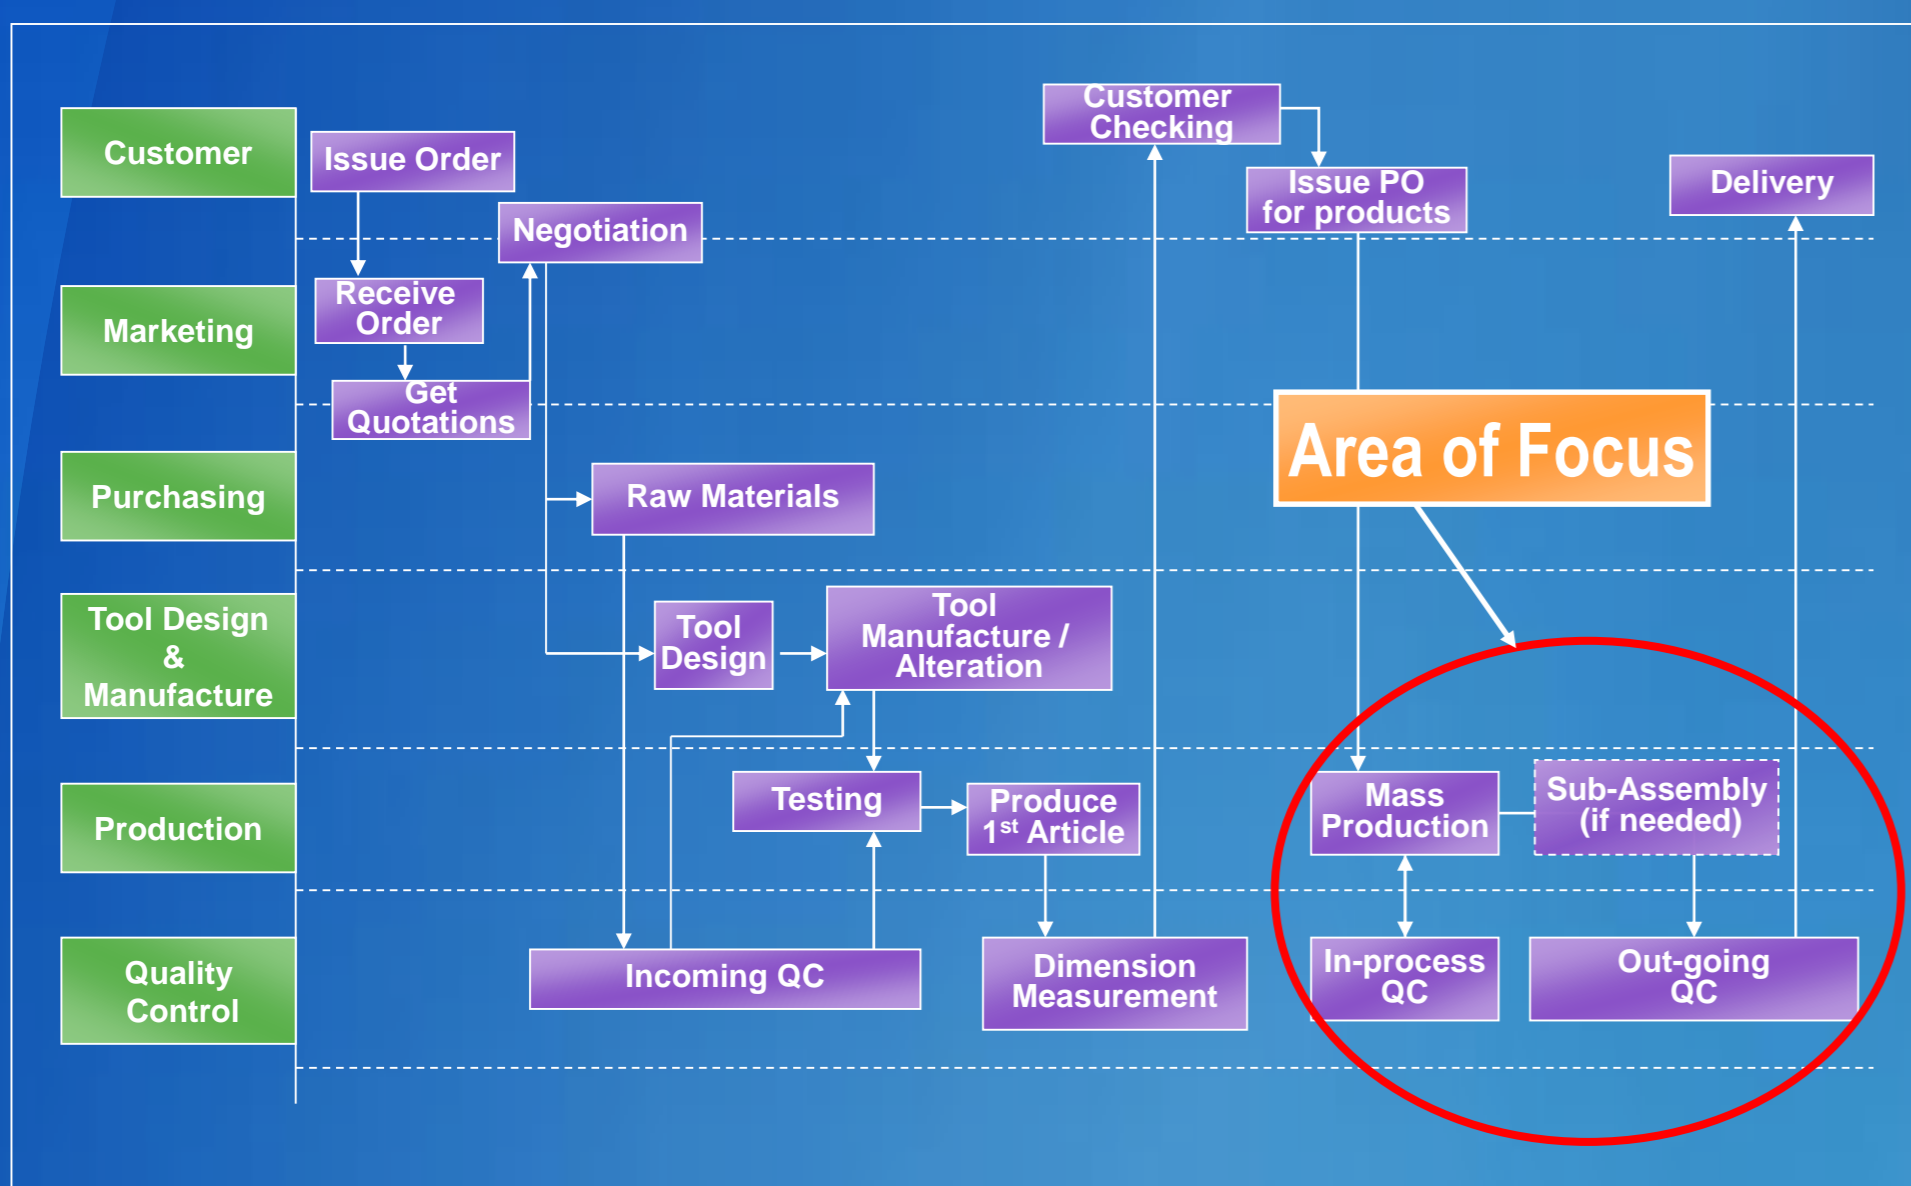 Customer
Issue Order
Negotiation
Customer
Checking
Issue PO
for products
Delivery
Marketing
Receive
Order
Get
Quotations
Area of Focus
Purchasing
Raw Materials
Tool Design
&
Manufacture
Tool
Design
Tool
Manufacture /
Alteration
Production
Testing
Produce
1st Article
Mass
Production
Sub-Assembly
(if needed)
Quality
Control
Incoming QC
Dimension
Measurement
In-process
QC
Out-going
QC